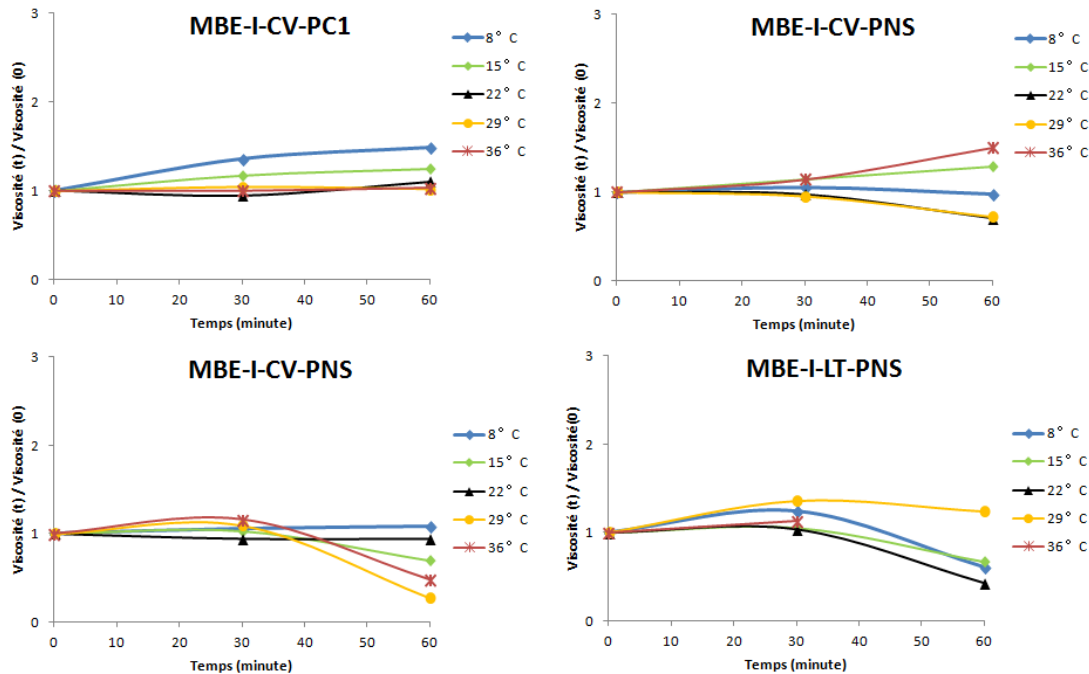 MBE-I-CV-PC1
Viscosité (t) / Viscosité (0)
3
2
1
0
0 10 20 30 40 50 60
Temps (minute)
8° C
15° C
22° C
29° C
36° C
MBE-I-CV-PNS
Viscosité (t) / Viscosité (0)
3
2
1
0
0 10 20 30 40 50 60
Temps (minute)
8° C
15° C
22° C
29° C
36° C
MBE-I-CV-PNS
Viscosité (t) / Viscosité (0)
3
2
1
0
0 10 20 30 40 50 60
Temps (minute)
8° C
15° C
22° C
29° C
36° C
MBE-I-LT-PNS
Viscosité (t) / Viscosité (0)
3
2
1
0
0 10 20 30 40 50 60
Temps (minute)
8° C
15° C
22° C
29° C
36° C